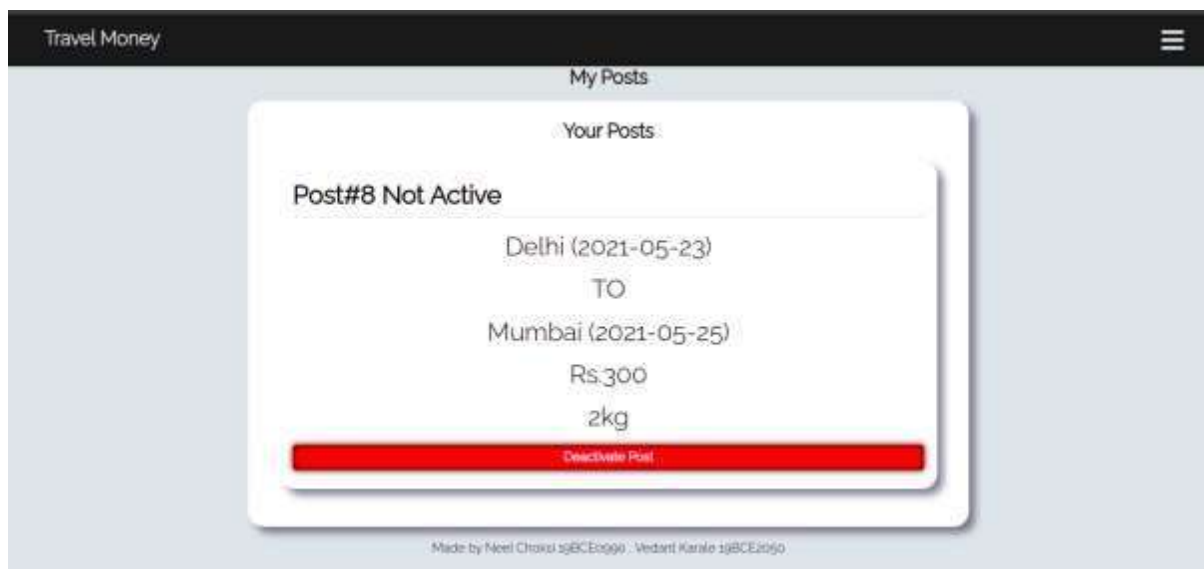 Travel Money
My Posts
Your Posts
Post#8 Not Active
Delhi (2021-05-23)
TO
Mumbai (2021-05-25)
Rs.300
2kg
Deactivate Post
Made by Neel Choksi 19BCE0990 , Vedant Karale 19BCE2050